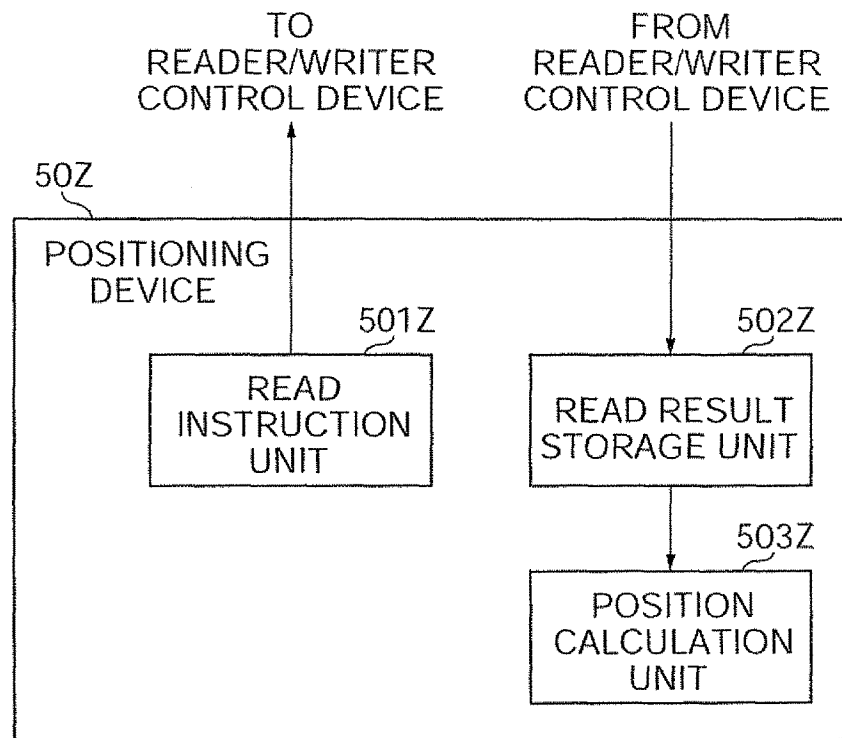 TO
READER/WRITER
CONTROL DEVICE
FROM
READER/WRITER
CONTROL DEVICE
50Z
POSITIONING
DEVICE
501Z
READ
INSTRUCTION
UNIT
502Z
READ RESULT
STORAGE UNIT
503Z
POSITION
CALCULATION
UNIT